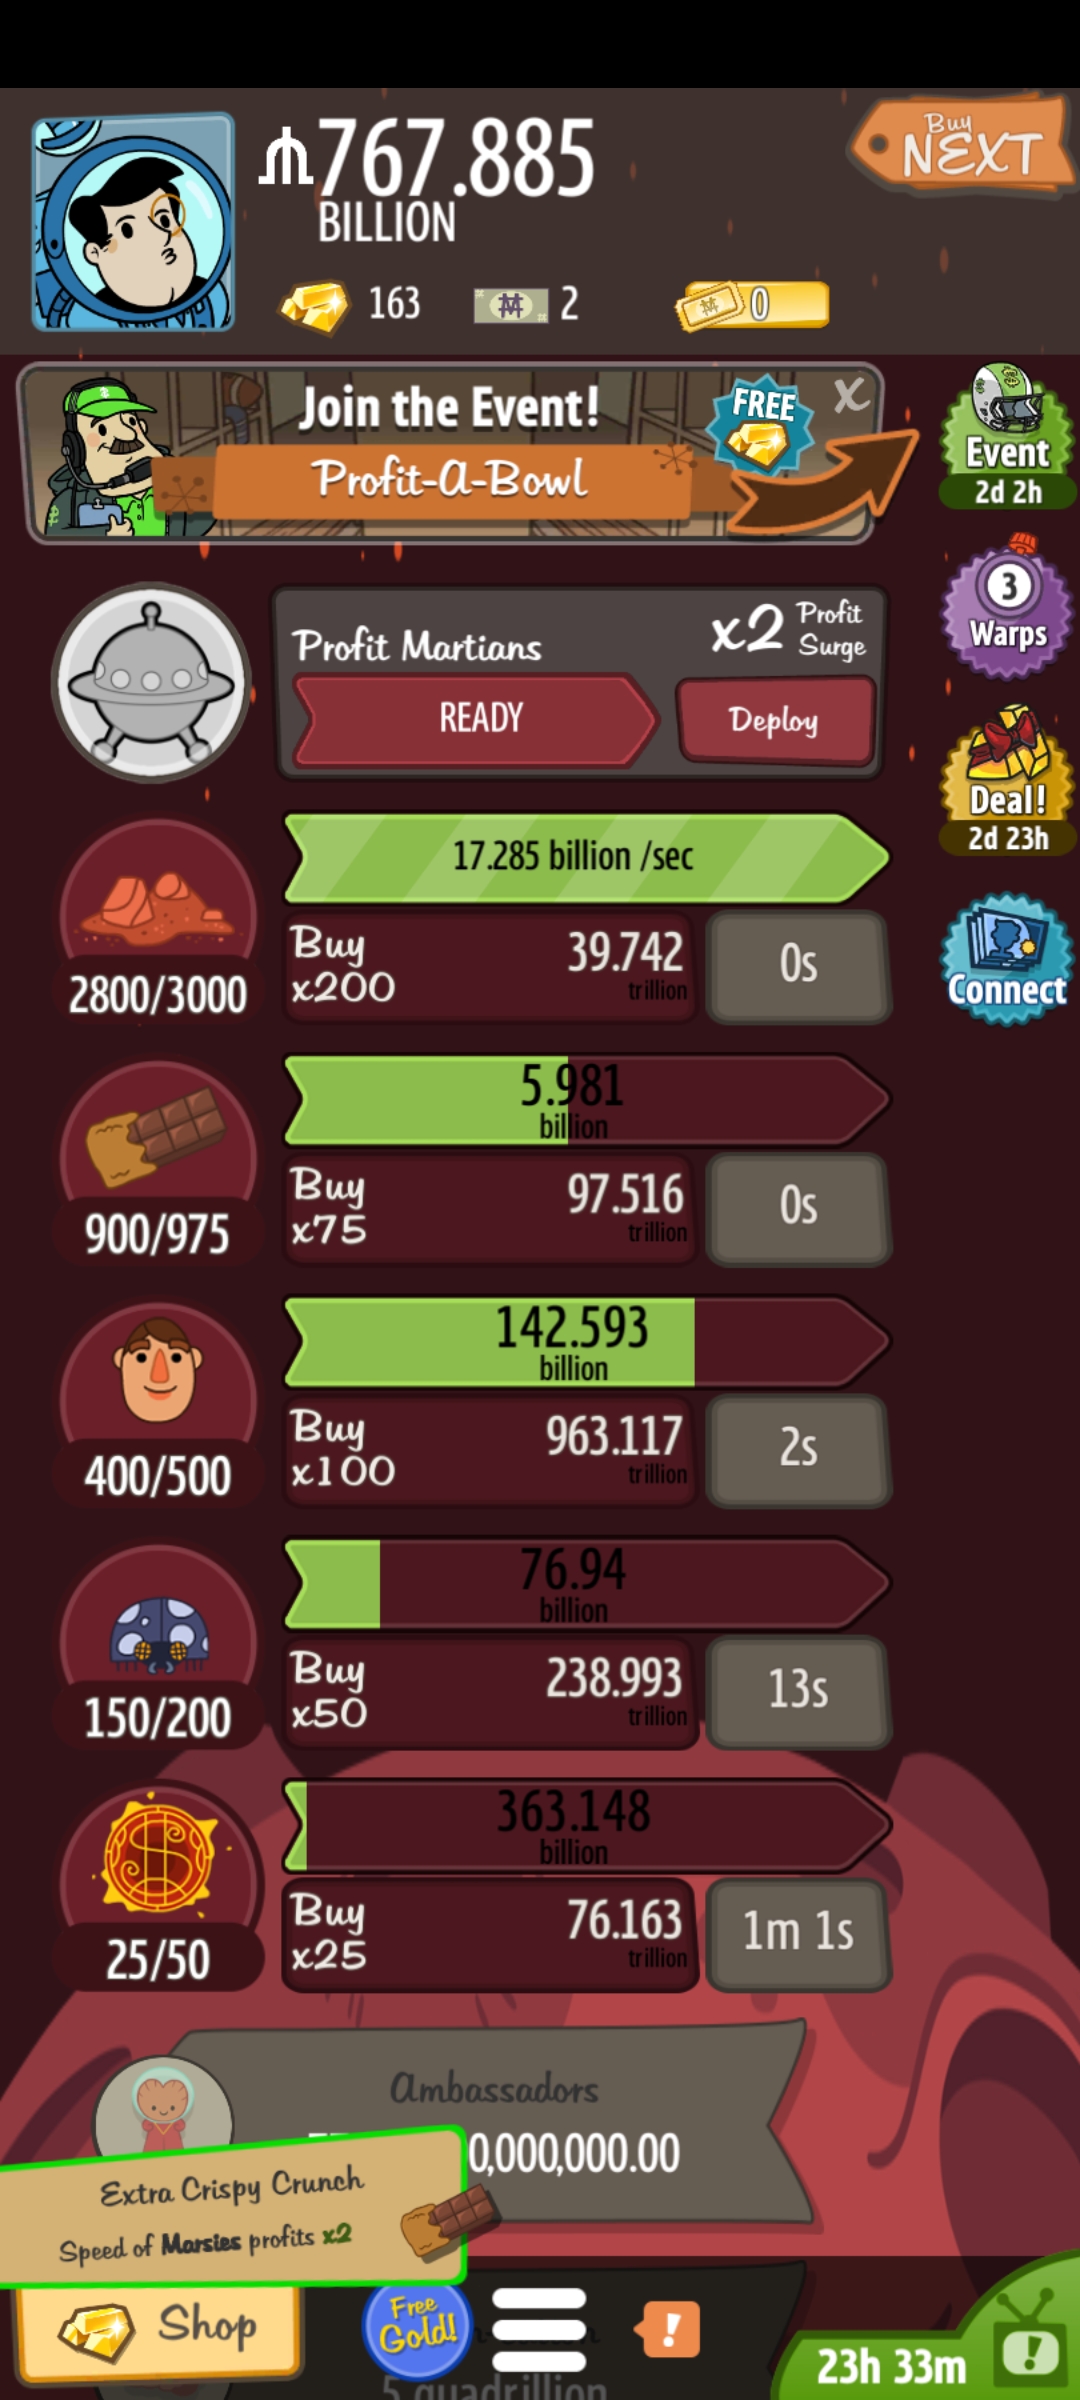 767.885
BILLION
Buy
NEXT
163
2
0
Join the Event!
Profit-A-Bowl
FREE
X
Event
2d 2h
3
Warps
Deal!
2d 23h
Connect
Profit Martians
x2 Profit Surge
READY
Deploy
17.285 billion /sec
2800/3000
Buy
x200
39.742
trillion
0s
5.981
billion
900/975
Buy
x75
97.516
trillion
0s
142.593
billion
400/500
Buy
x100
963.117
trillion
2s
76.94
billion
150/200
Buy
x50
238.993
trillion
13s
363.148
billion
25/50
Buy
x25
76.163
trillion
1m 1s
Ambassadors
0,000,000.00
Extra Crispy Crunch
Speed of Marsies profits x2
Shop
Free
Gold!
!
23h 33m
!
5 quadrillion